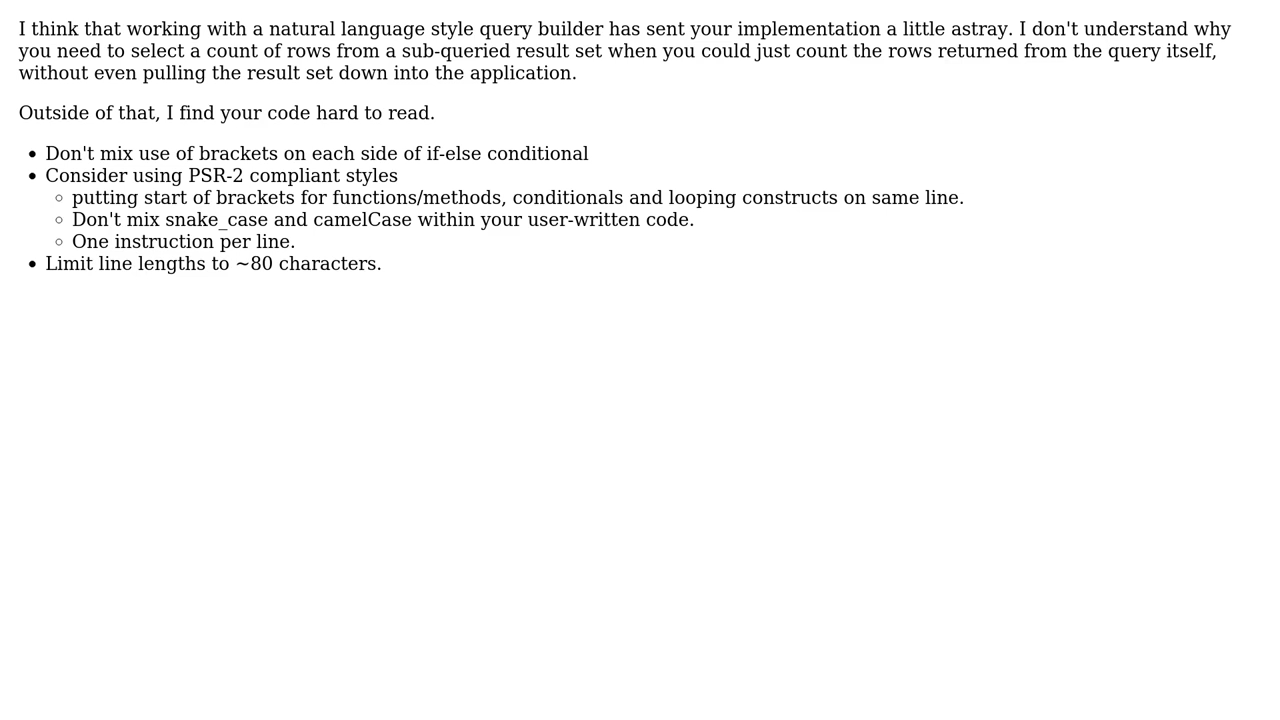 I think that working with a natural language style query builder has sent your implementation a little astray. I don't understand why
you need to select a count of rows from a sub-queried result set when you could just count the rows returned from the query itself,
without even pulling the result set down into the application.
Outside of that, I find your code hard to read.
• Don't mix use of brackets on each side of if-else conditional
• Consider using PSR-2 compliant styles
◦ putting start of brackets for functions/methods, conditionals and looping constructs on same line.
◦ Don't mix snake_case and camelCase within your user-written code.
◦ One instruction per line.
• Limit line lengths to ~80 characters.